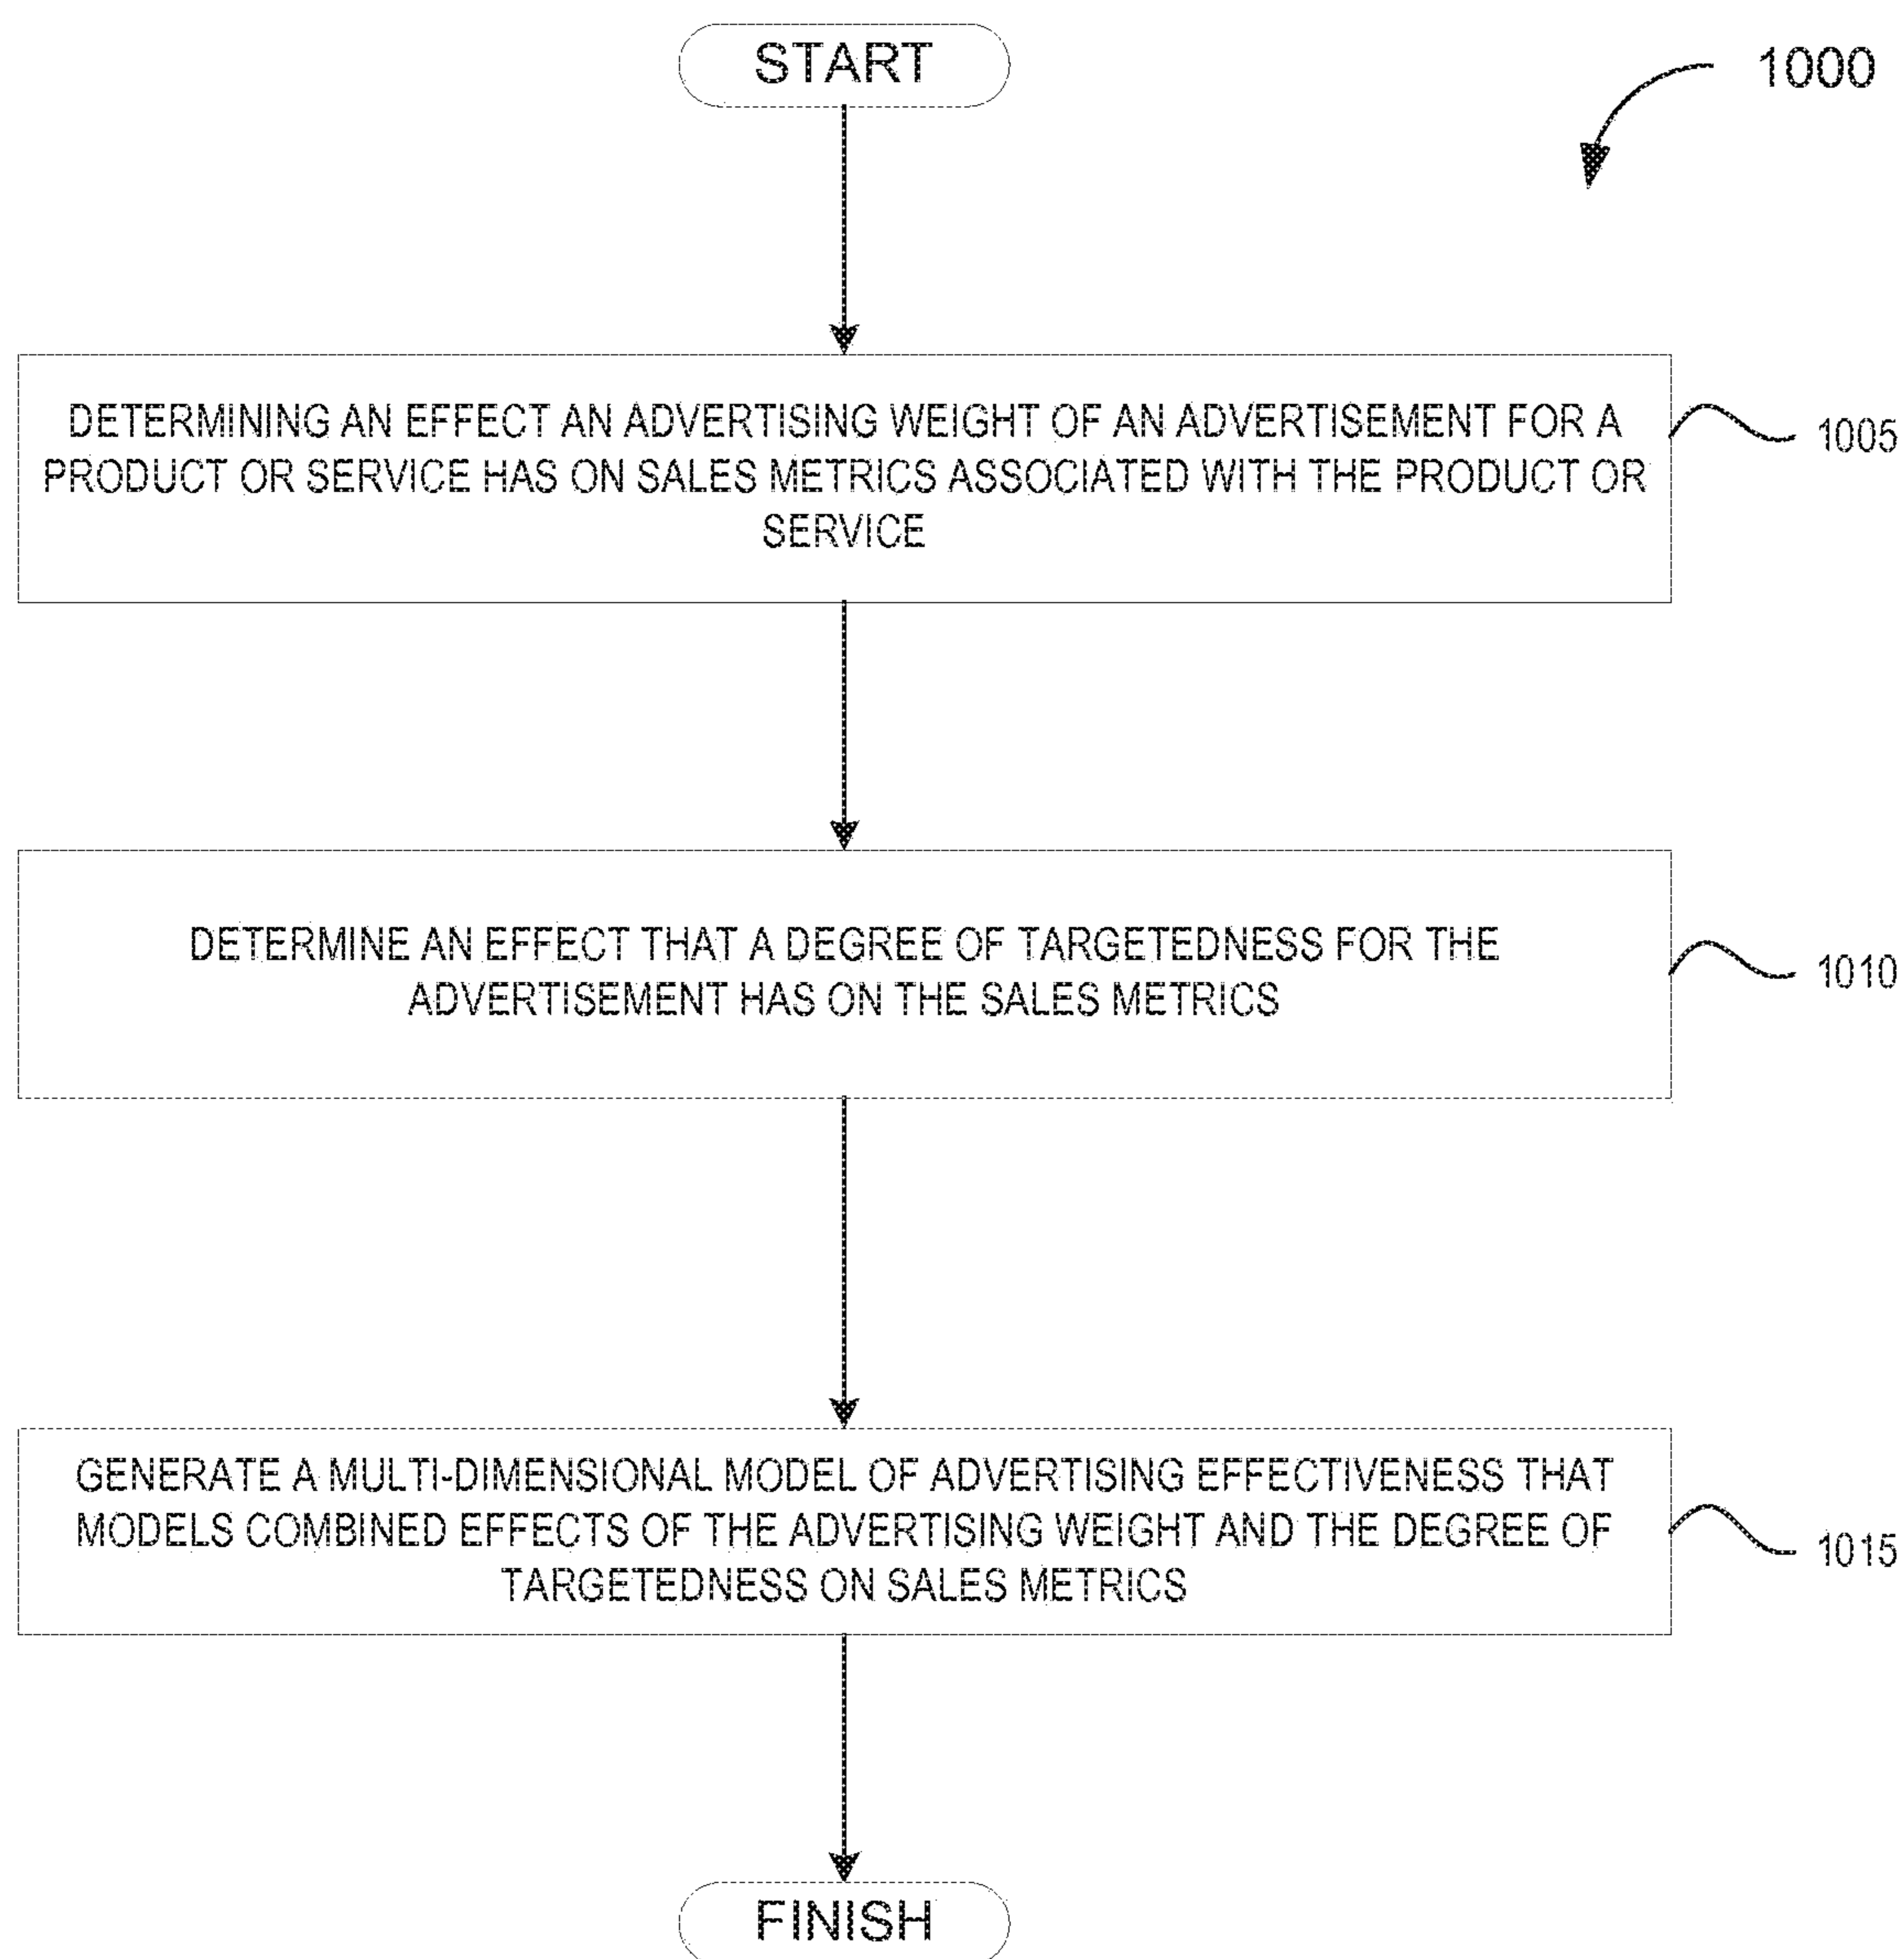 START
1000
DETERMINING AN EFFECT AN ADVERTISING WEIGHT OF AN ADVERTISEMENT FOR A
PRODUCT OR SERVICE HAS ON SALES METRICS ASSOCIATED WITH THE PRODUCT OR
SERVICE
1005
DETERMINE AN EFFECT THAT A DEGREE OF TARGETEDNESS FOR THE
ADVERTISEMENT HAS ON THE SALES METRICS
1010
GENERATE A MULTI-DIMENSIONAL MODEL OF ADVERTISING EFFECTIVENESS THAT
MODELS COMBINED EFFECTS OF THE ADVERTISING WEIGHT AND THE DEGREE OF
TARGETEDNESS ON SALES METRICS
1015
FINISH